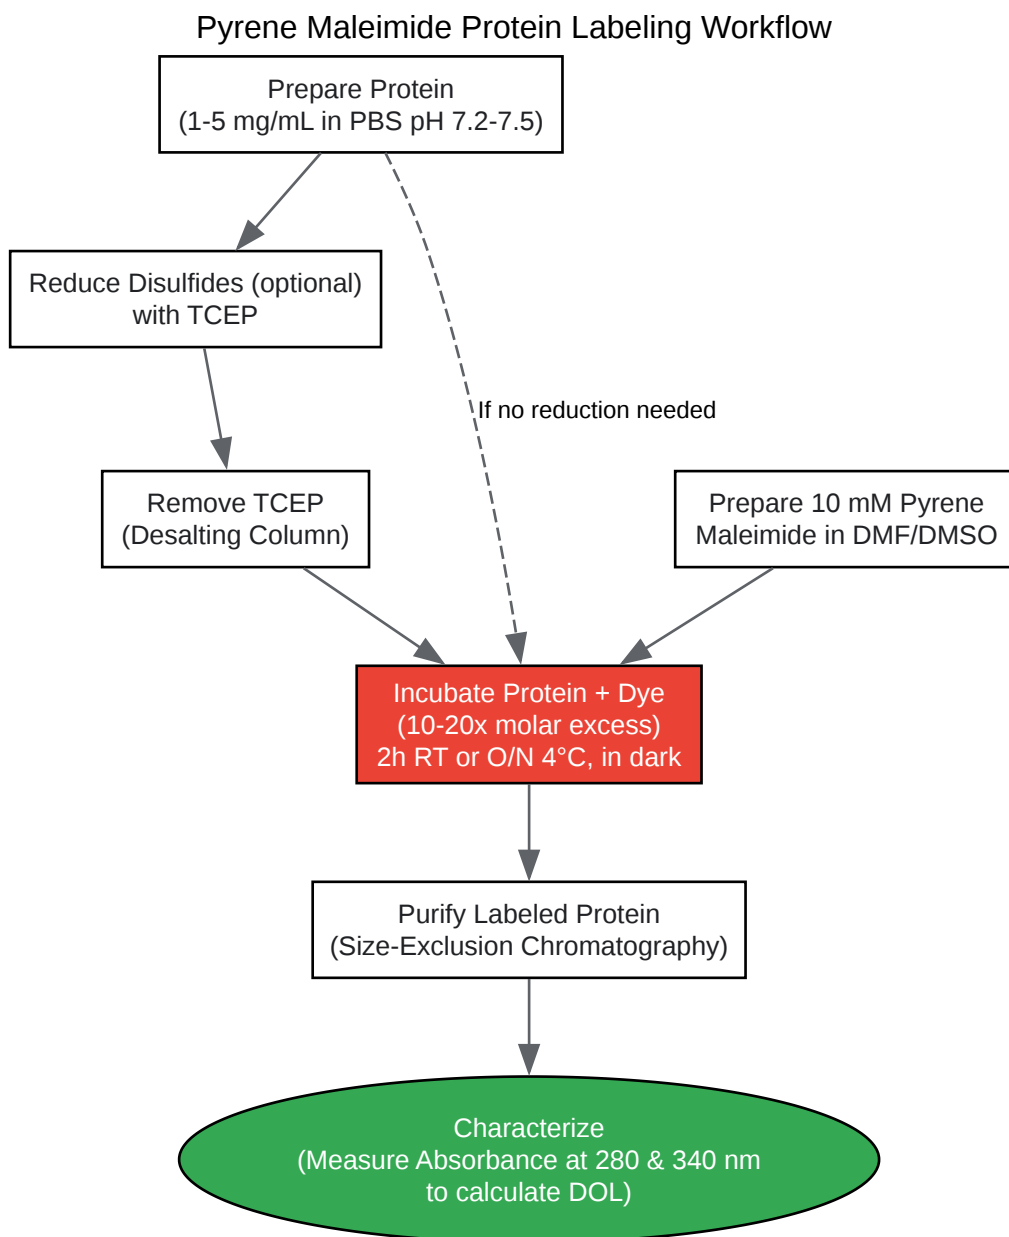 Pyrene Maleimide Protein Labeling Workflow
Prepare Protein
(1-5 mg/mL in PBS pH 7.2-7.5)
Reduce Disulfides (optional)
with TCEP
If no reduction needed
Remove TCEP
(Desalting Column)
Prepare 10 mM Pyrene
Maleimide in DMF/DMSO
Incubate Protein + Dye
(10-20x molar excess)
2h RT or O/N 4°C, in dark
Purify Labeled Protein
(Size-Exclusion Chromatography)
Characterize
(Measure Absorbance at 280 & 340 nm
to calculate DOL)